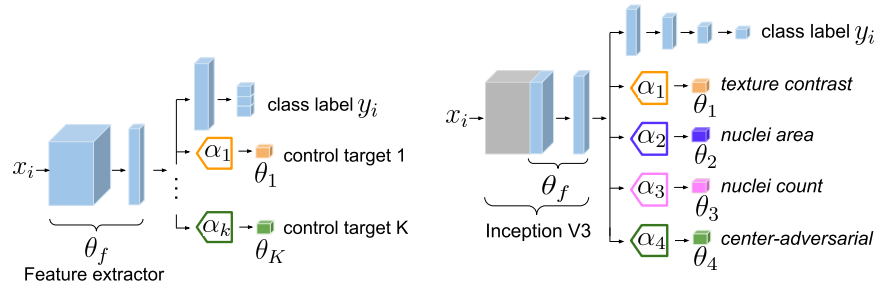 x_i
θ_f
Feature extractor
class label y_i
α_1
θ_1
control target 1
α_k
θ_K
control target K
x_i
θ_f
Inception V3
class label y_i
α_1
θ_1
texture contrast
α_2
θ_2
nuclei area
α_3
θ_3
nuclei count
α_4
θ_4
center-adversarial